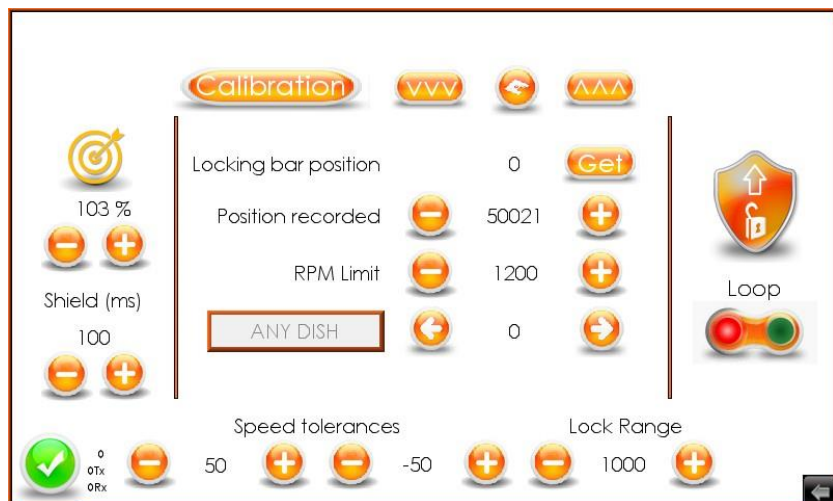 Calibration
VVV
ΛΛΛ
103 %
Shield (ms)
100
Locking bar position 0 Get
Position recorded 50021
RPM Limit 1200
ANY DISH 0
Loop
Speed tolerances
Lock Range
0
0Tx
0Rx
50
-50
1000